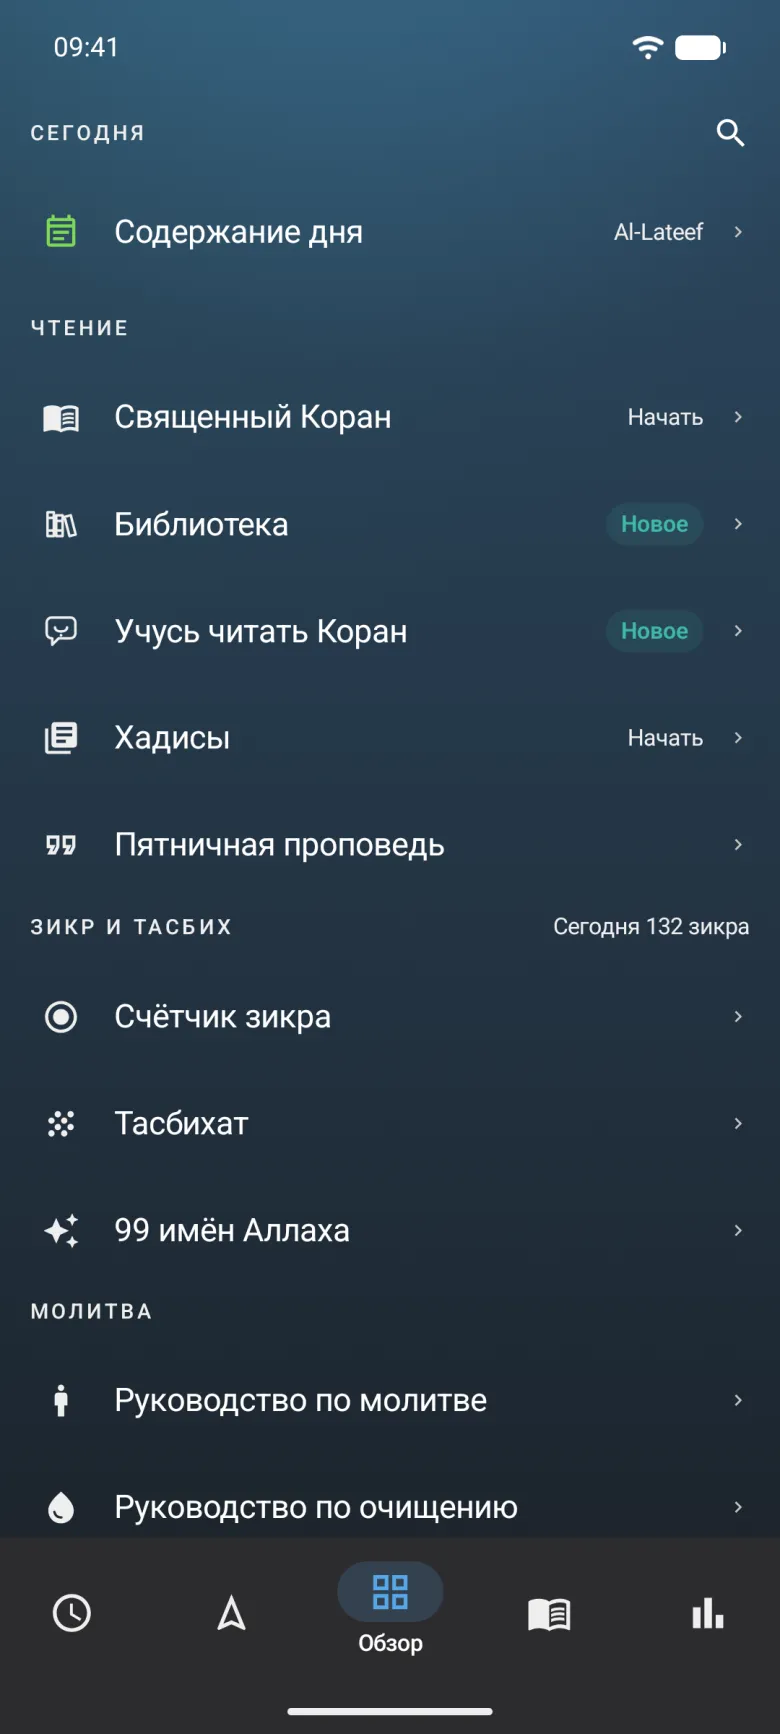 09:41
СЕГОДНЯ
Содержание дня Al-Lateef
ЧТЕНИЕ
Священный Коран Начать
Библиотека Новое
Учусь читать Коран Новое
Хадисы Начать
Пятничная проповедь
ЗИКР И ТАСБИХ Сегодня 132 зикра
Счётчик зикра
Тасбихат
99 имён Аллаха
МОЛИТВА
Руководство по молитве
Руководство по очищению
Обзор